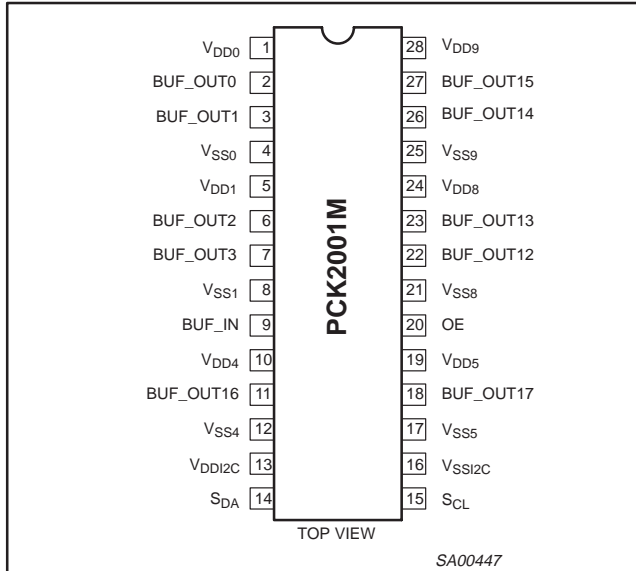 VDD0 1 28 VDD9
BUF_OUT0 2 27 BUF_OUT15
BUF_OUT1 3 26 BUF_OUT14
VSS0 4 25 VSS9
VDD1 5 24 VDD8
BUF_OUT2 6 23 BUF_OUT13
BUF_OUT3 7 22 BUF_OUT12
VSS1 8 21 VSS8
BUF_IN 9 20 OE
VDD4 10 19 VDD5
BUF_OUT16 11 18 BUF_OUT17
VSS4 12 17 VSS5
VDDI2C 13 16 VSSI2C
SDA 14 15 SCL
PCK2001M
TOP VIEW
SA00447